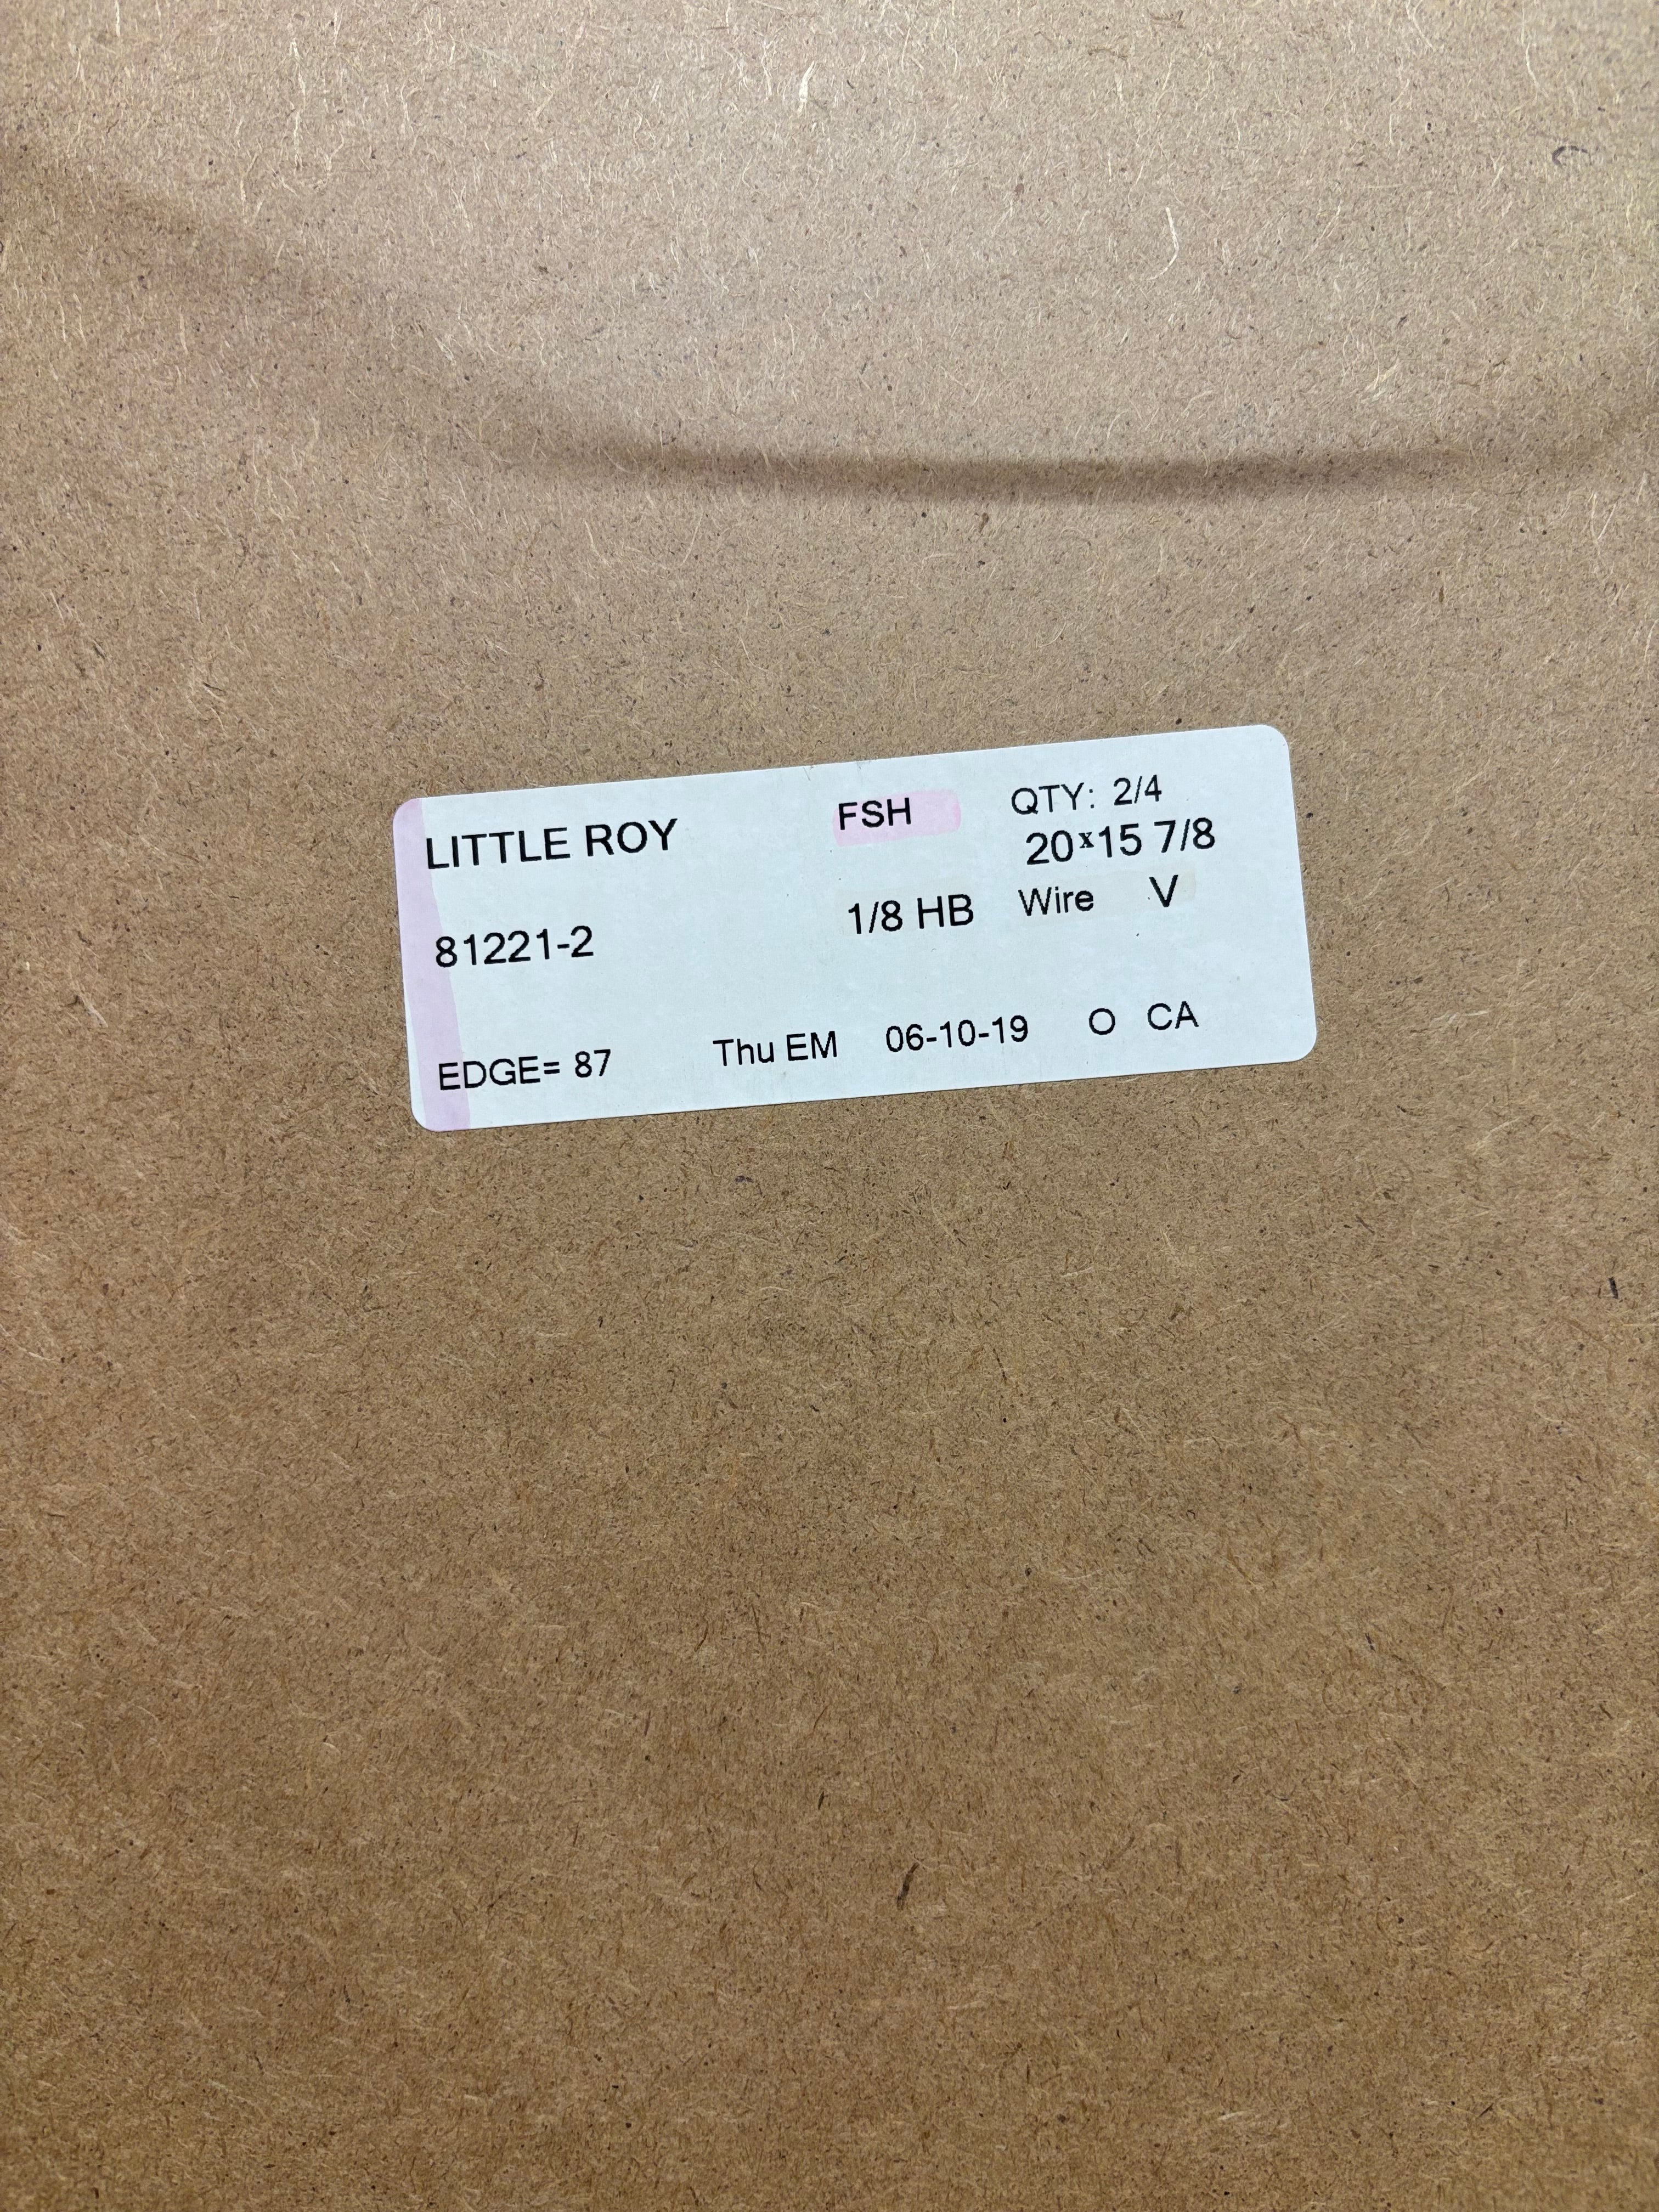 LITTLE ROY FSH QTY: 2/4
20x15 7/8
81221-2 1/8 HB Wire V
EDGE= 87 Thu EM 06-10-19 O CA